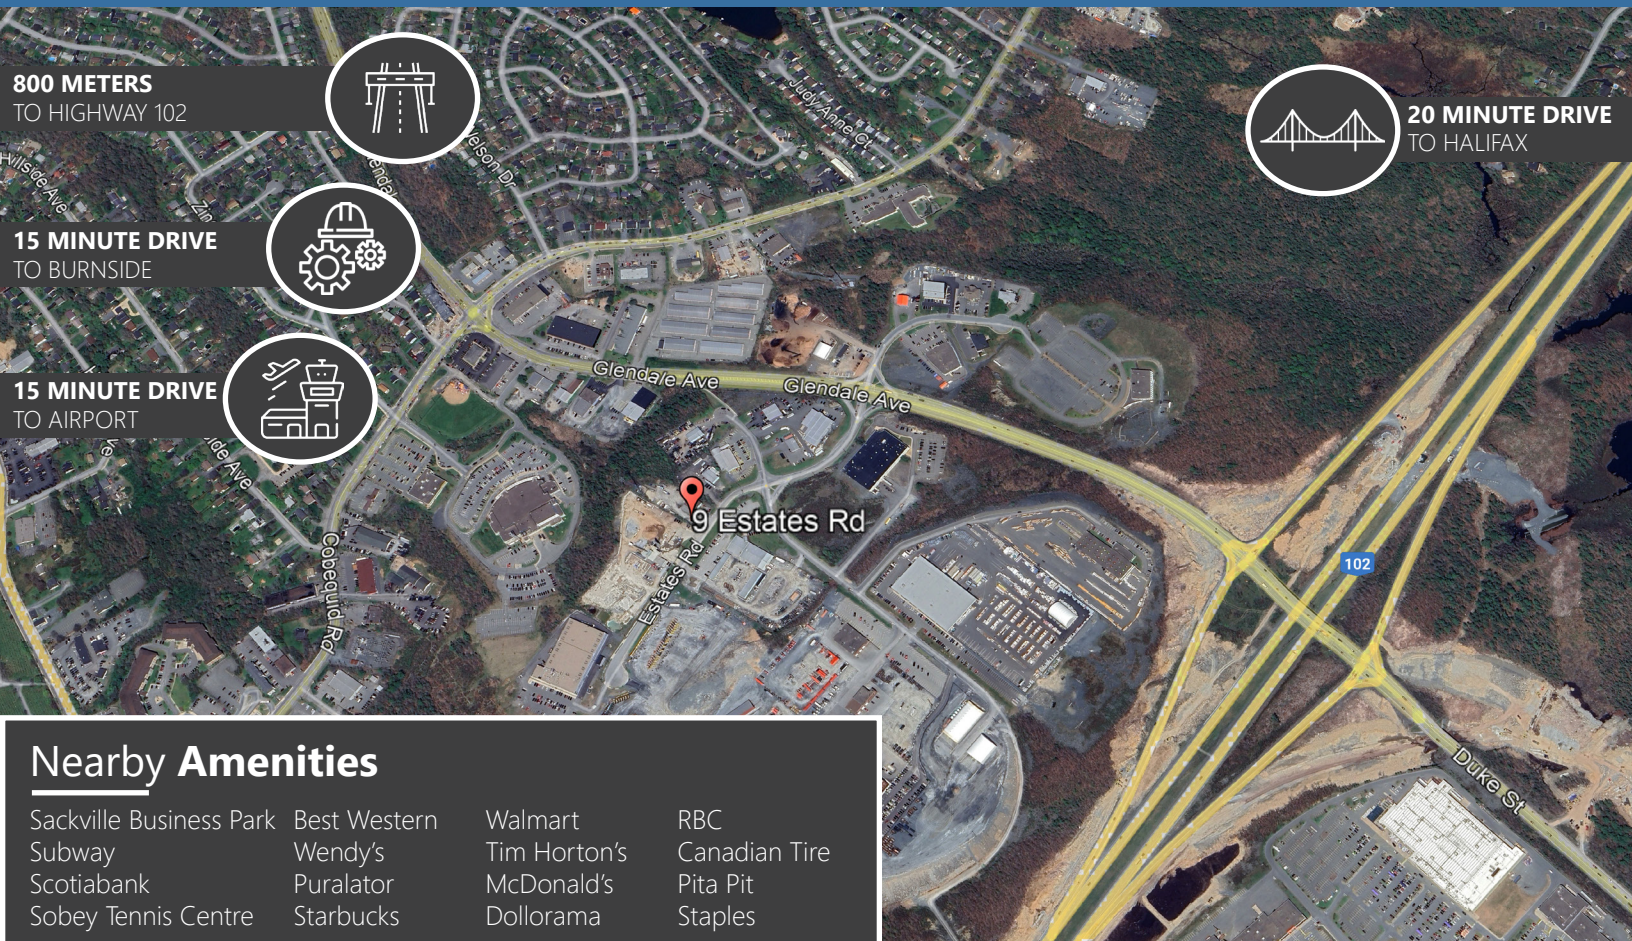 800 METERS
TO HIGHWAY 102
20 MINUTE DRIVE
TO HALIFAX
Judy Anne Ct
Nelson Dr
Hillside Ave
15 MINUTE DRIVE
TO BURNSIDE
15 MINUTE DRIVE
TO AIRPORT
Glendale Ave
Glendale Ave
9 Estates Rd
Estates Rd
Cobequid Rd
102
Duke St
Nearby Amenities
Sackville Business Park Best Western Walmart RBC
Subway Wendy's Tim Horton's Canadian Tire
Scotiabank Puralator McDonald's Pita Pit
Sobey Tennis Centre Starbucks Dollorama Staples